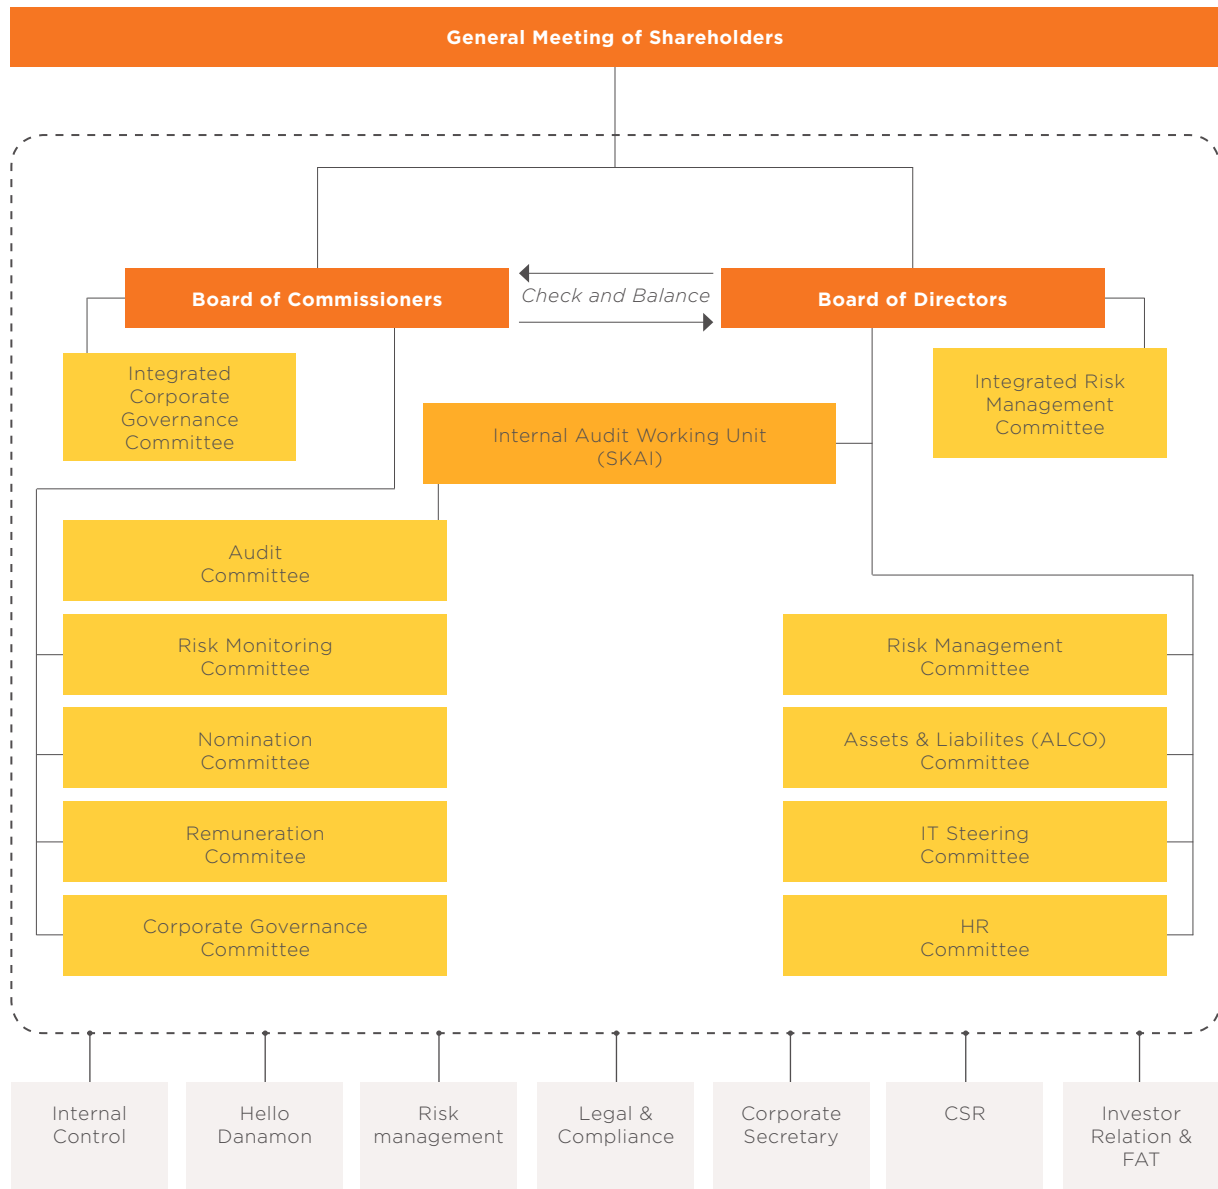 General Meeting of Shareholders
Board of Commissioners
Check and Balance
Board of Directors
Integrated
Corporate
Governance
Committee
Integrated Risk
Management
Committee
Internal Audit Working Unit
(SKAI)
Audit
Committee
Risk Monitoring
Committee
Nomination
Committee
Remuneration
Commitee
Corporate Governance
Committee
Risk Management
Committee
Assets & Liabilites (ALCO)
Committee
IT Steering
Committee
HR
Committee
Internal
Control
Hello
Danamon
Risk
management
Legal &
Compliance
Corporate
Secretary
CSR
Investor
Relation &
FAT